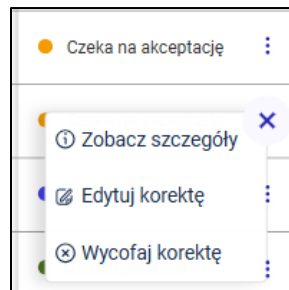 Czeka na akceptację
Zobacz szczegóły
Edytuj korektę
Wycofaj korektę